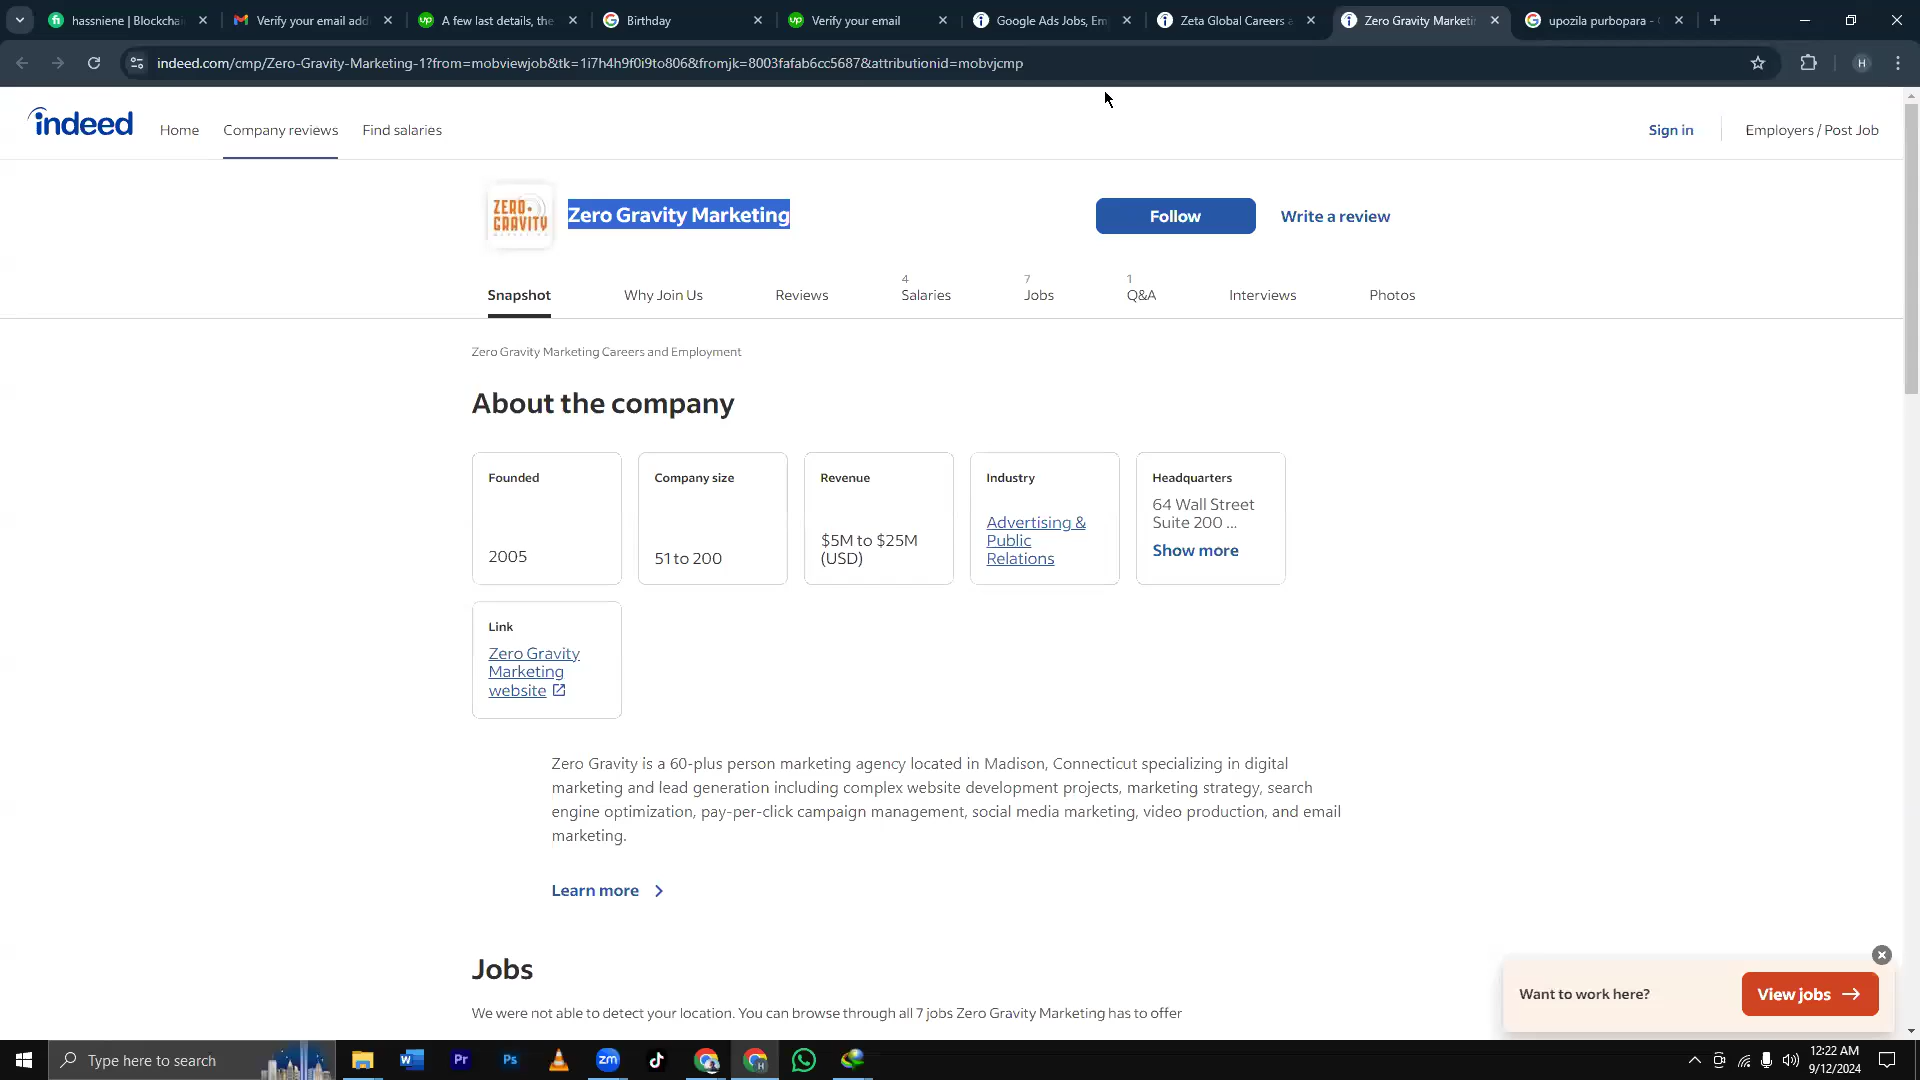 hassniene | Blockchai
Verify your email add
A few last details, the
Birthday
Verify your email
Google Ads Jobs, Em
Zeta Global Careers a
Zero Gravity Marketi
upozila purbopara -
indeed.com/cmp/Zero-Gravity-Marketing-1?from=mobviewjob&tk=1i7h4h9f0i9to806&fromjk=8003fafab6cc5687&attributionid=mobvjcmp
H
indeed
Home
Company reviews
Find salaries
Sign in
Employers / Post Job
ZERO
GRAVITY
Zero Gravity Marketing
Follow
Write a review
Snapshot
Why Join Us
Reviews
4
Salaries
7
Jobs
1
Q&A
Interviews
Photos
Zero Gravity Marketing Careers and Employment
About the company
Founded
2005
Company size
51 to 200
Revenue
$5M to $25M
(USD)
Industry
Advertising &
Public
Relations
Headquarters
64 Wall Street
Suite 200 ...
Show more
Link
Zero Gravity
Marketing
website
Zero Gravity is a 60-plus person marketing agency located in Madison, Connecticut specializing in digital
marketing and lead generation including complex website development projects, marketing strategy, search
engine optimization, pay-per-click campaign management, social media marketing, video production, and email
marketing.
Learn more
Jobs
We were not able to detect your location. You can browse through all 7 jobs Zero Gravity Marketing has to offer
Want to work here?
View jobs
Type here to search
W
Pr
Ps
zm
12:22 AM
9/12/2024